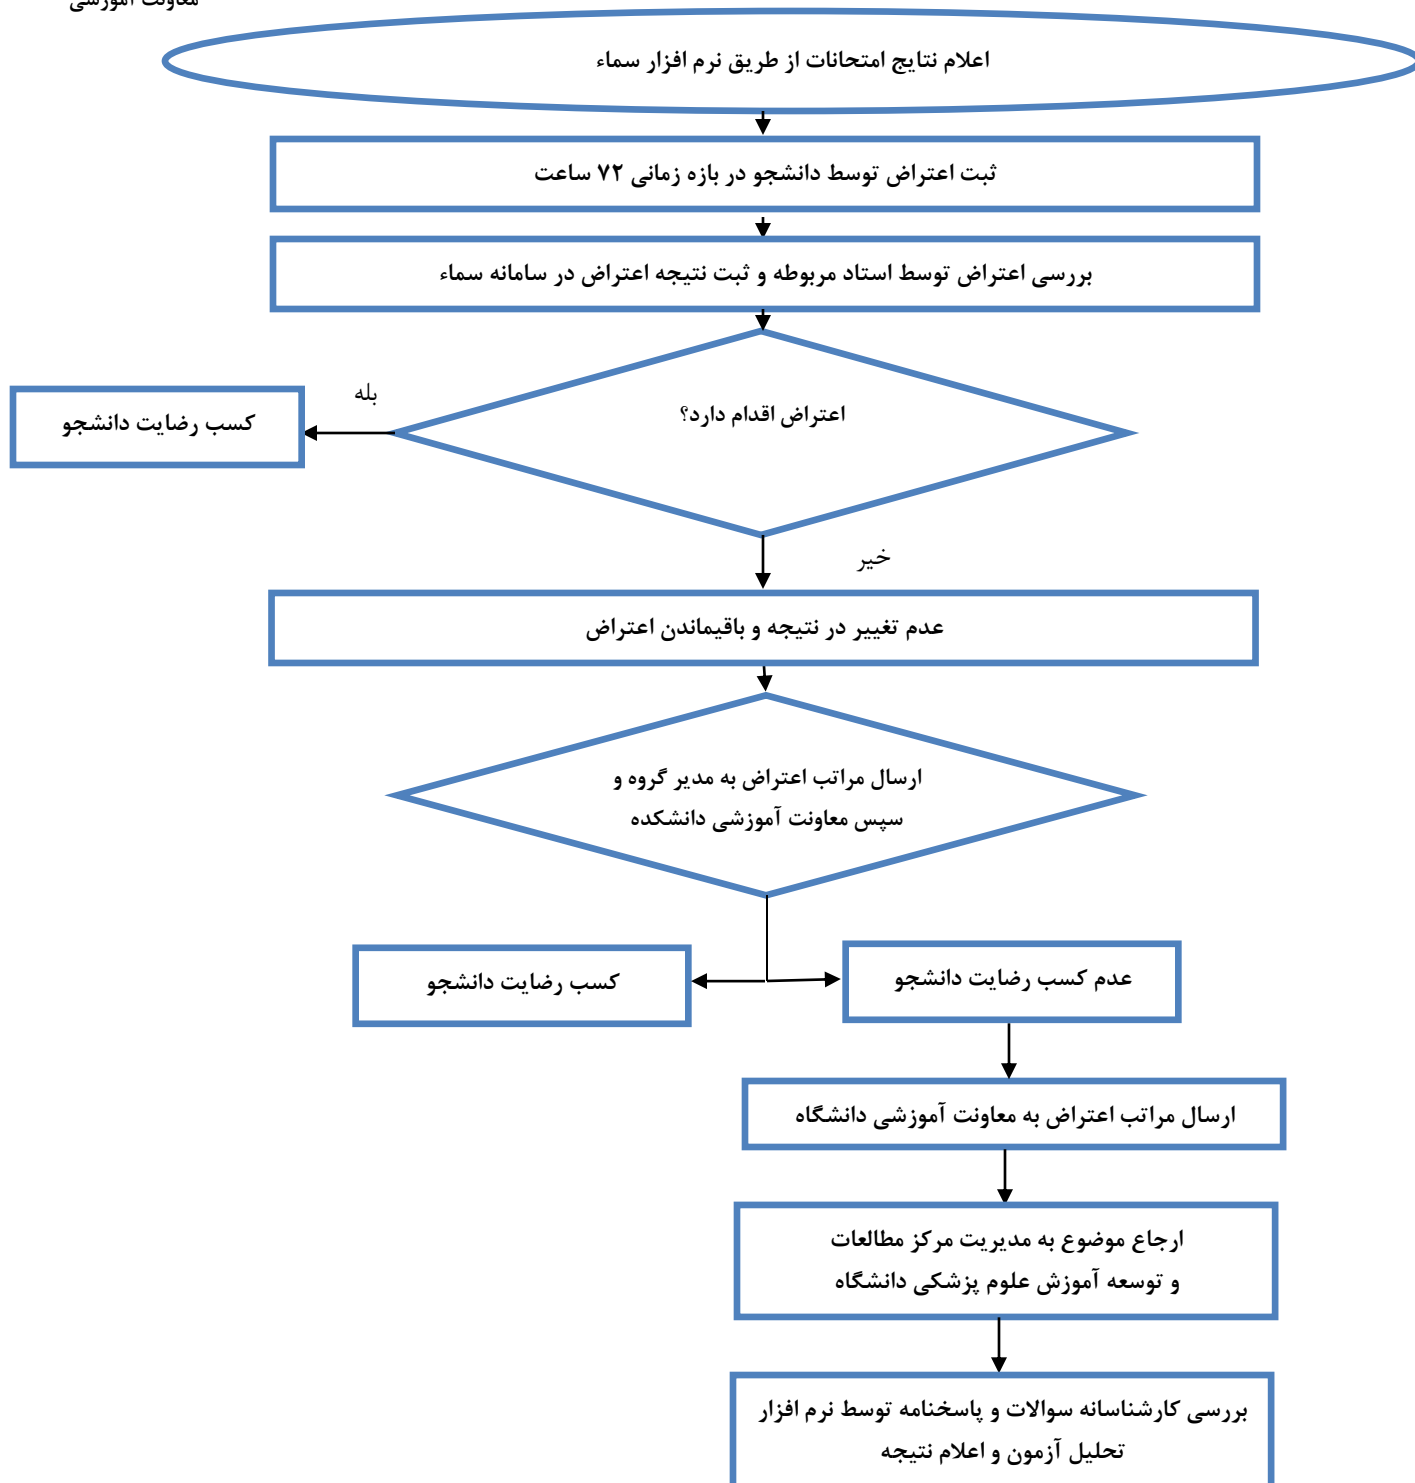 معاونت آموزشی
اعلام نتایج امتحانات از طریق نرم افزار سماء
ثبت اعتراض توسط دانشجو در بازه زمانی ۷۲ ساعت
بررسی اعتراض توسط استاد مربوطه و ثبت نتیجه اعتراض در سامانه سماء
اعتراض اقدام دارد؟
بله
کسب رضایت دانشجو
خیر
عدم تغییر در نتیجه و باقیماندن اعتراض
ارسال مراتب اعتراض به مدیر گروه و
سپس معاونت آموزشی دانشکده
عدم کسب رضایت دانشجو
کسب رضایت دانشجو
ارسال مراتب اعتراض به معاونت آموزشی دانشگاه
ارجاع موضوع به مدیریت مرکز مطالعات
و توسعه آموزش علوم پزشکی دانشگاه
بررسی کارشناسانه سوالات و پاسخنامه توسط نرم افزار
تحلیل آزمون و اعلام نتیجه